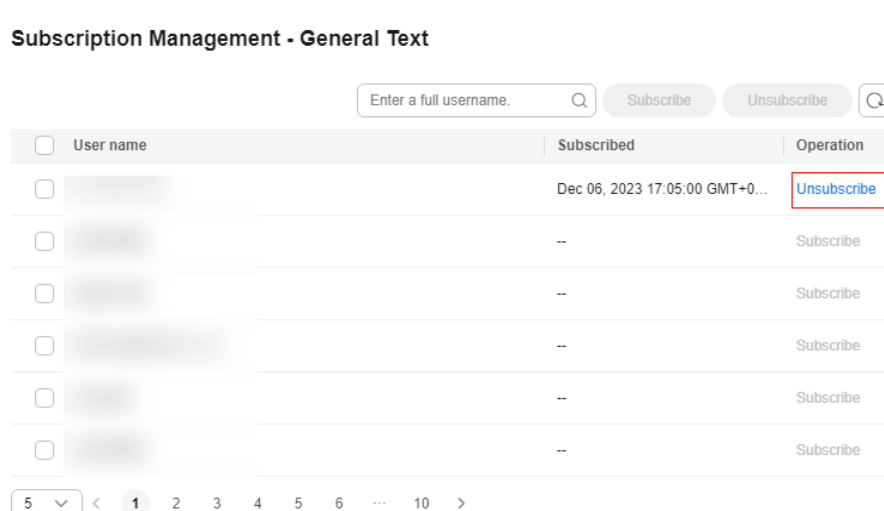 Subscription Management - General Text
Enter a full username. Subscribe Unsubscribe
User name Subscribed Operation
Dec 06, 2023 17:05:00 GMT+0... Unsubscribe
-- Subscribe
-- Subscribe
-- Subscribe
-- Subscribe
-- Subscribe
5 < 1 2 3 4 5 6 ... 10 >